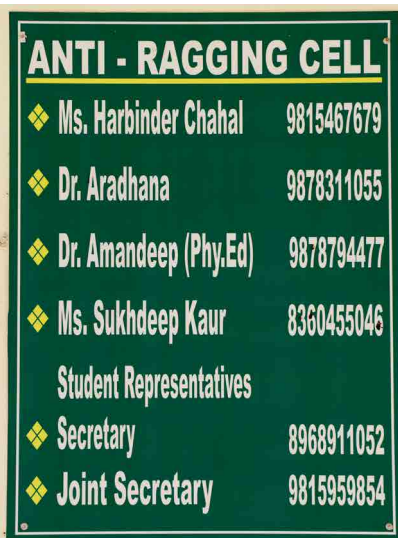 ANTI - RAGGING CELL
Ms. Harbinder Chahal 9815467679
Dr. Aradhana 9878311055
Dr. Amandeep (Phy.Ed) 9878794477
Ms. Sukhdeep Kaur 8360455046
Student Representatives
Secretary 8968911052
Joint Secretary 9815959854